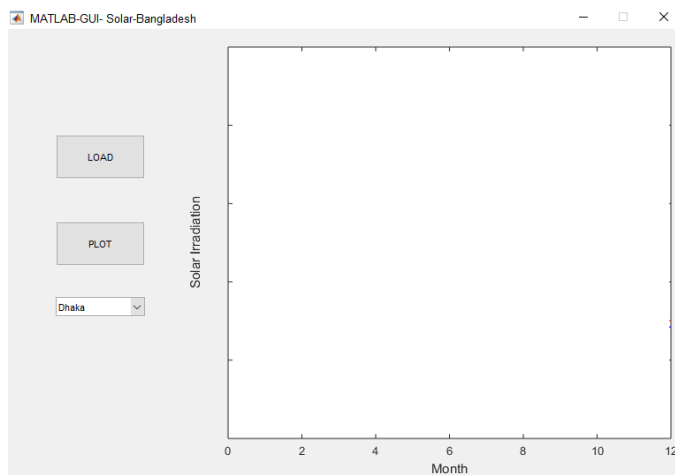 MATLAB-GUI- Solar-Bangladesh
LOAD
PLOT
Dhaka
Solar Irradiation
0 2 4 6 8 10 12
Month